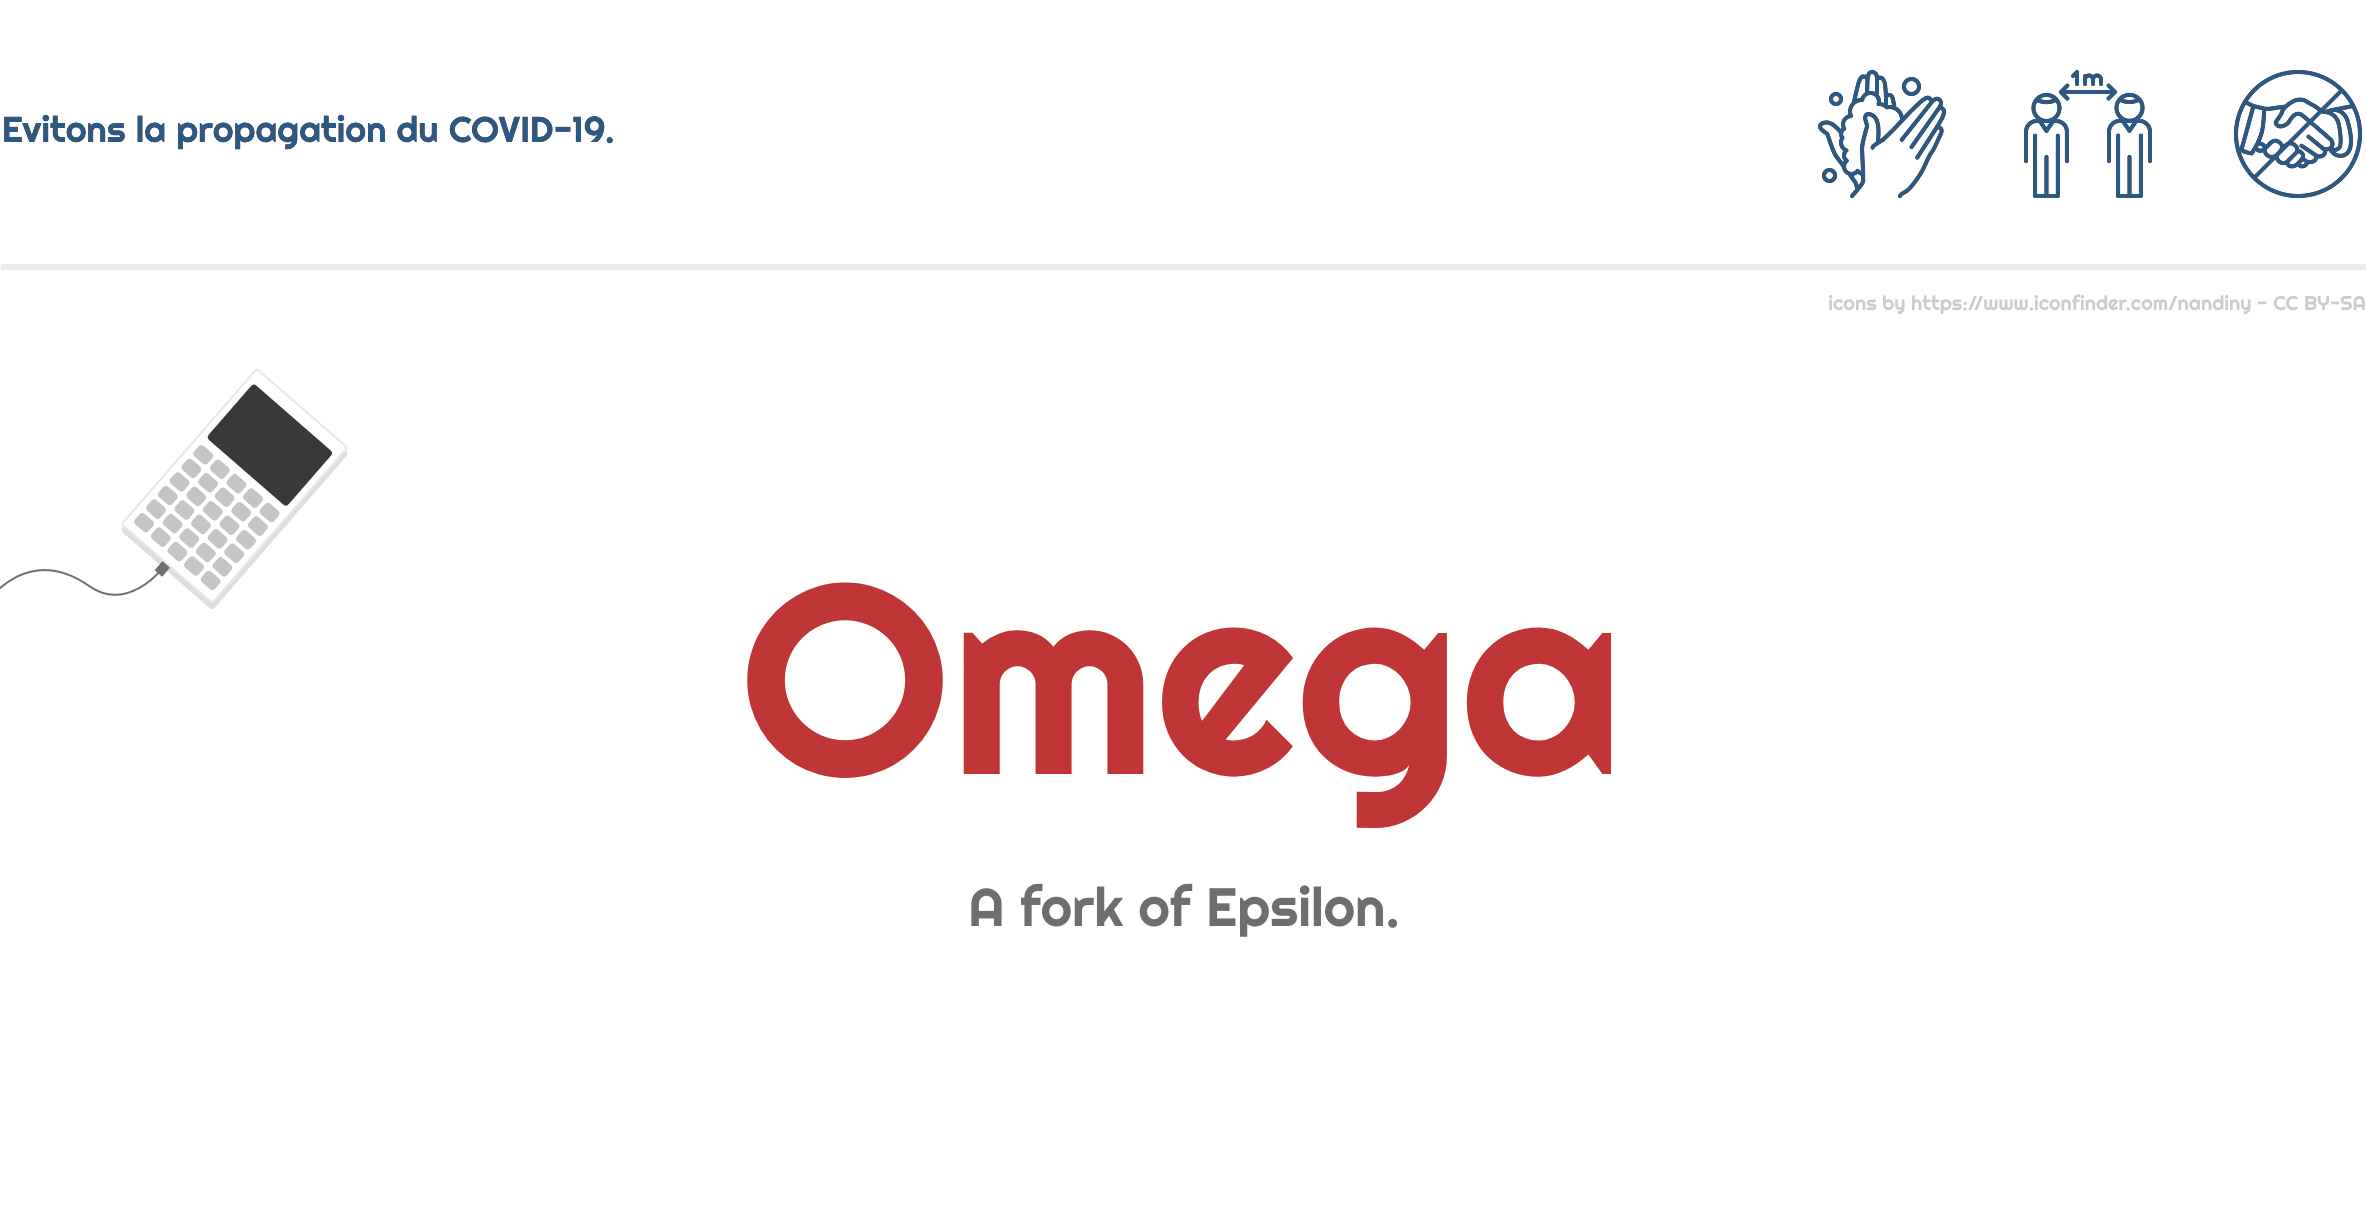 Evitons la propagation du COVID-19.
1m
icons by https://www.iconfinder.com/nandiny - CC BY-SA
Omega
A fork of Epsilon.